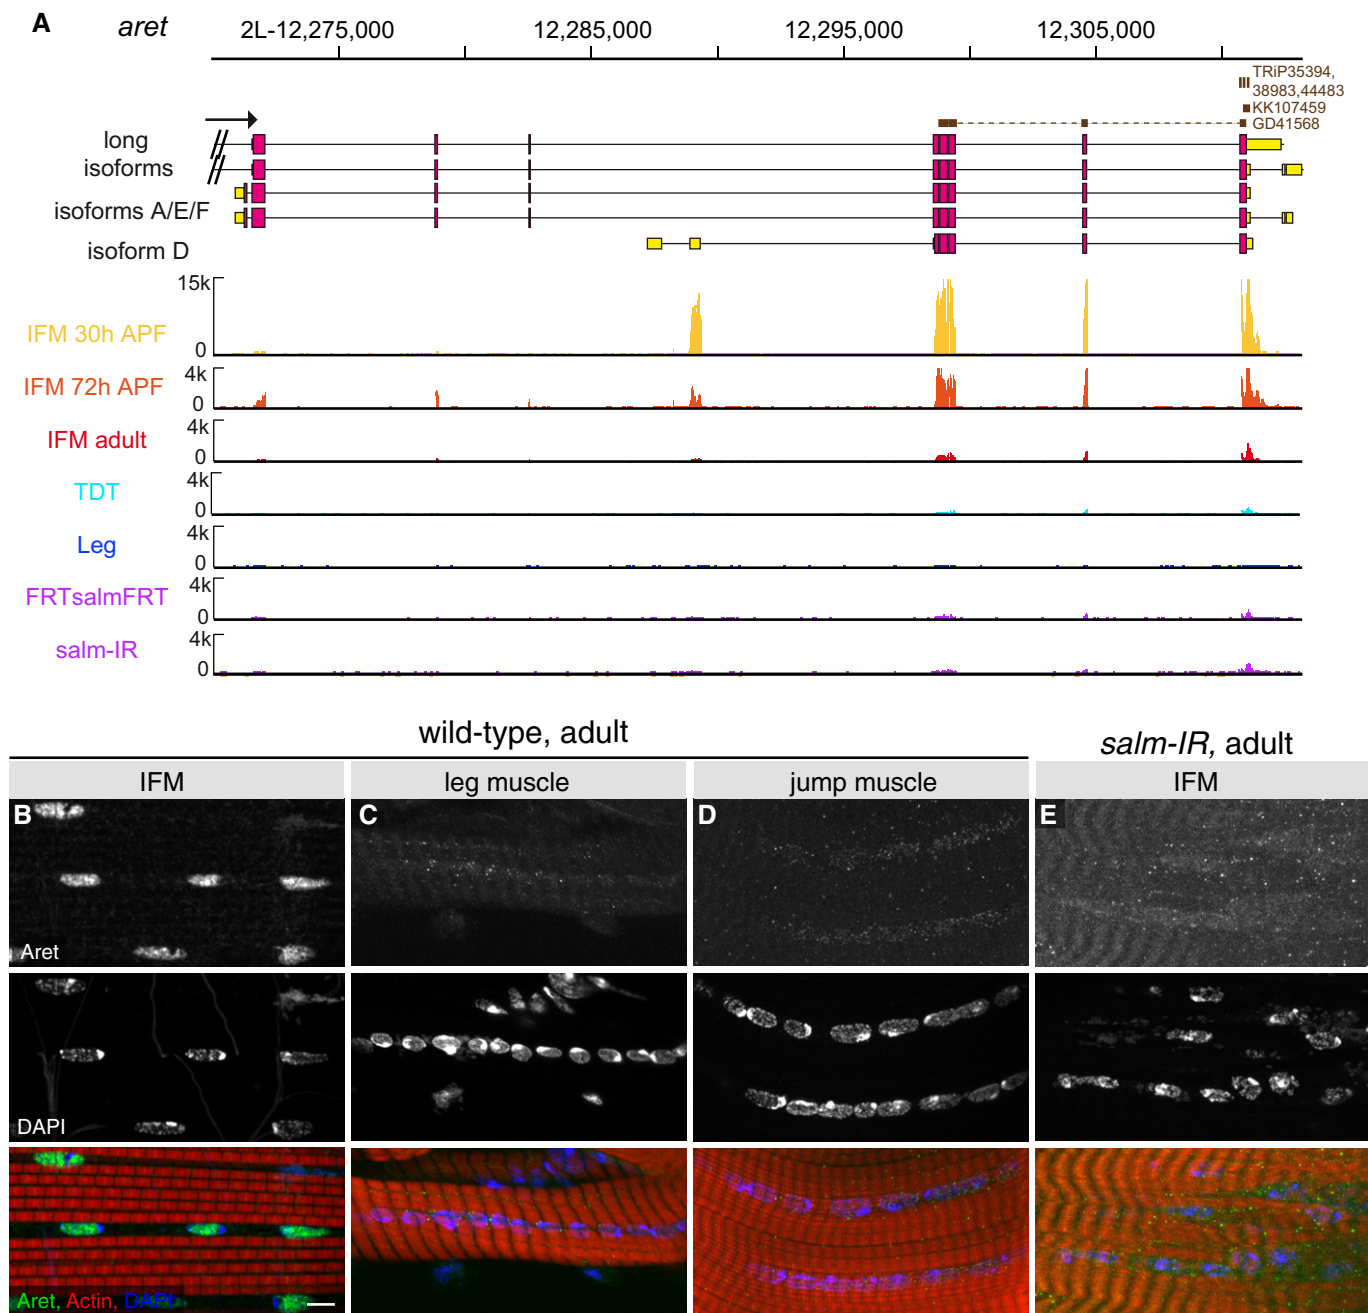 A aret 2L-12,275,000 12,285,000 12,295,000 12,305,000
TRiP35394,
38983,44483
KK107459
GD41568
long
isoforms
isoforms A/E/F
isoform D
15k
IFM 30h APF
0
4k
IFM 72h APF
0
4k
IFM adult
0
4k
TDT
0
4k
Leg
0
4k
FRTsalmFRT
0
4k
salm-IR
0
wild-type, adult
salm-IR, adult
IFM leg muscle jump muscle IFM
B C D E
Aret
DAPI
Aret, Actin, DAPI